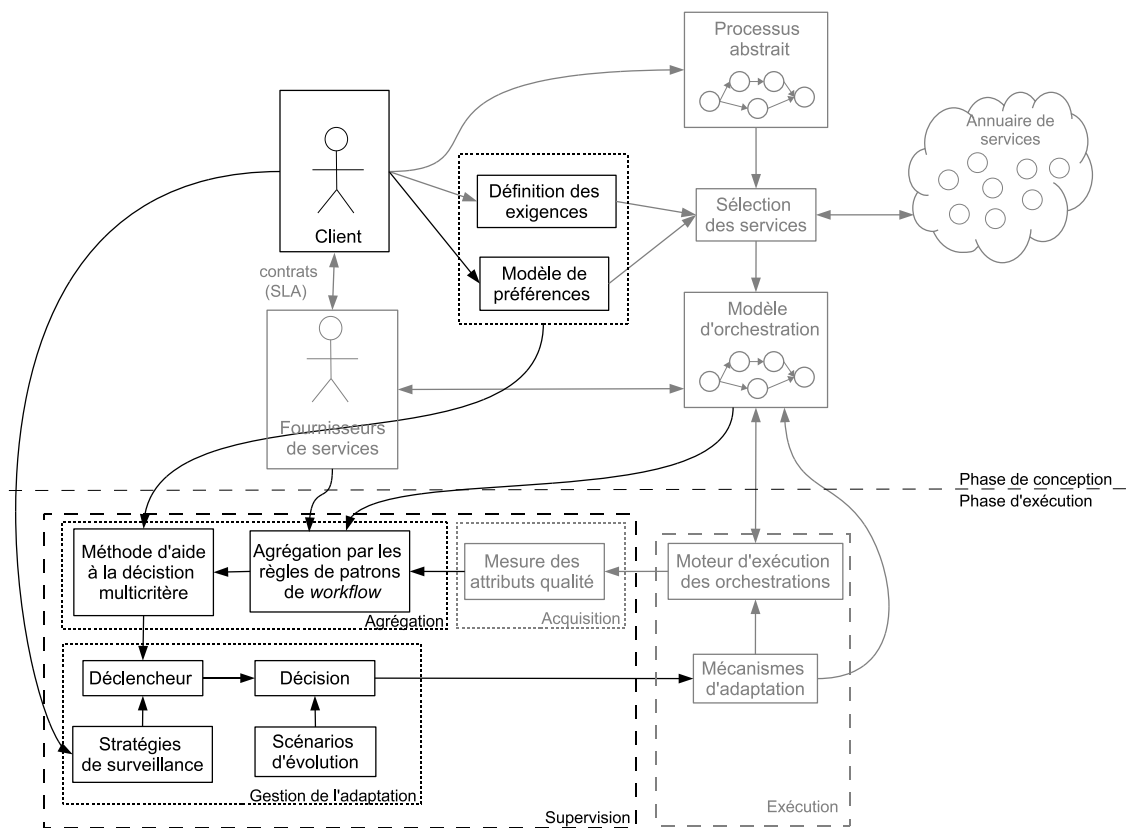 Processus
abstrait
Annuaire de
services
Définition des
exigences
Sélection
des services
Client
contrats
(SLA)
Modèle de
préférences
Modèle
d'orchestration
Fournisseurs
de services
Phase de conception
Phase d'exécution
Méthode d'aide
à la décistion
multicritère
Agrégation par les
règles de patrons
de workflow
Mesure des
attributs qualité
Moteur d'exécution
des orchestrations
Agrégation
Acquisition
Déclencheur
Décision
Mécanismes
d'adaptation
Stratégies
de surveillance
Scénarios
d'évolution
Gestion de l'adaptation
Supervision
Exécution